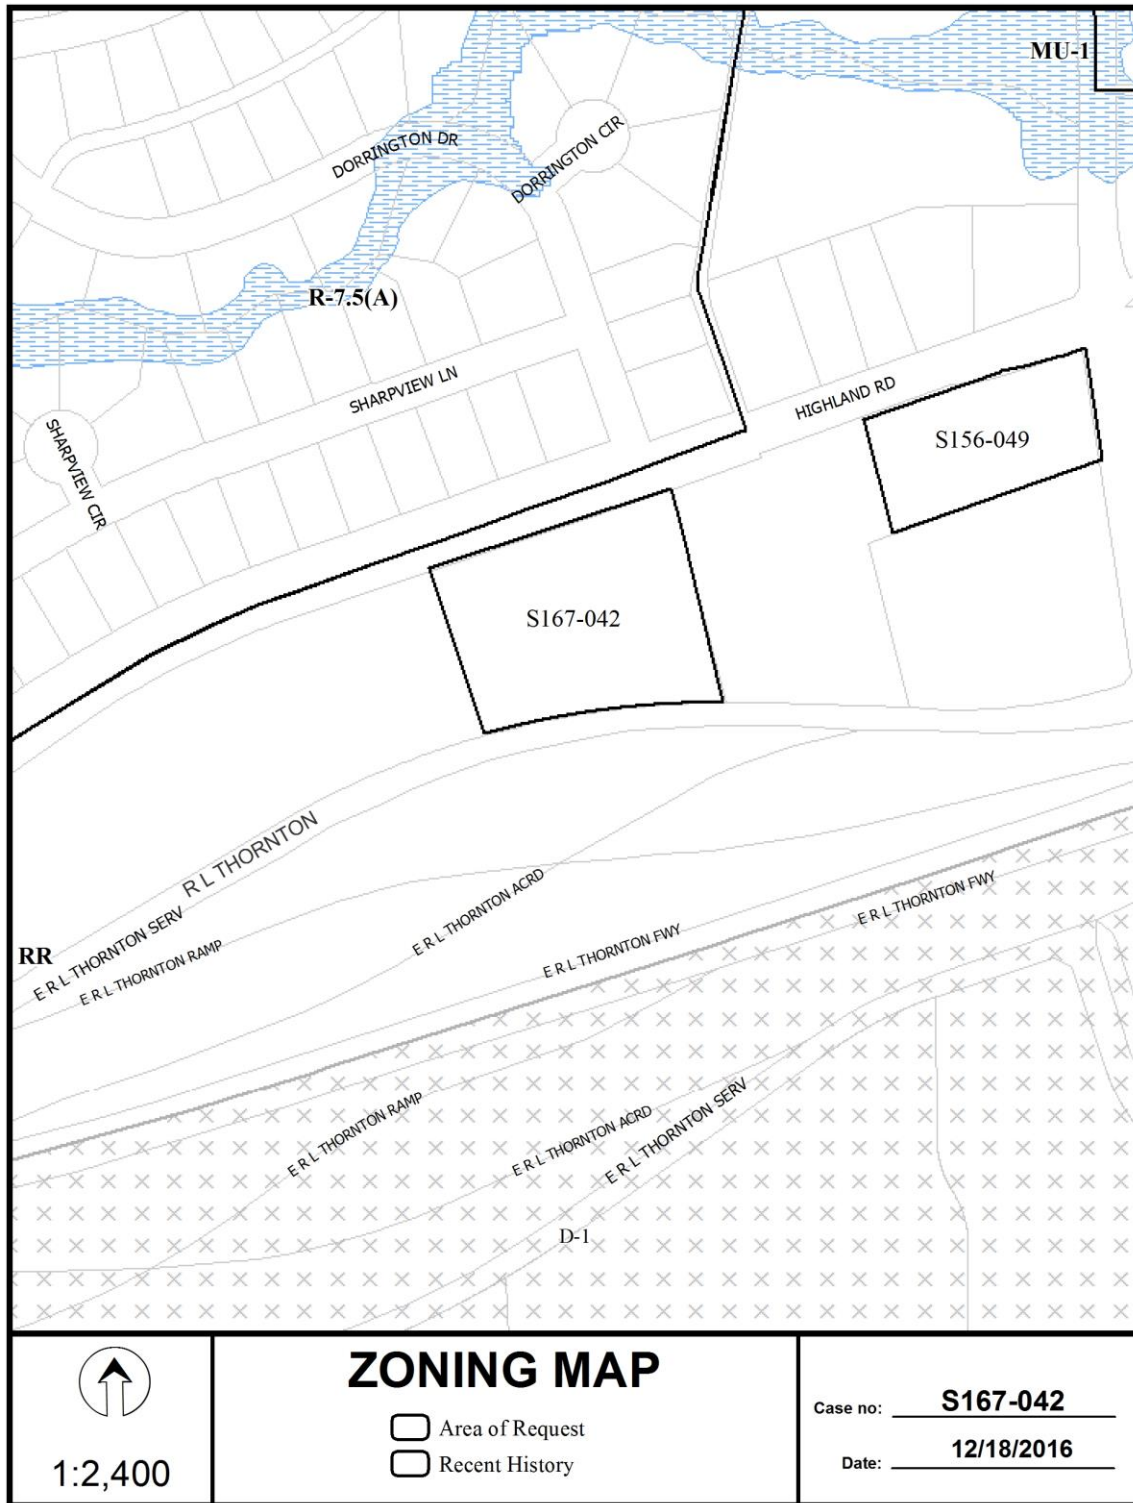 MU-1
DORRINGTON DR
DORRINGTON CIR
R-7.5(A)
SHARPVIEW LN
HIGHLAND RD
SHARPVIEW CIR
S156-049
S167-042
R L THORNTON
E R L THORNTON SERV
E R L THORNTON RAMP
E R L THORNTON ACRD
E R L THORNTON FWY
E R L THORNTON FWY
RR
E R L THORNTON RAMP
E R L THORNTON ACRD
E R L THORNTON SERV
D-1
1:2,400
ZONING MAP
Area of Request
Recent History
Case no: S167-042
Date: 12/18/2016